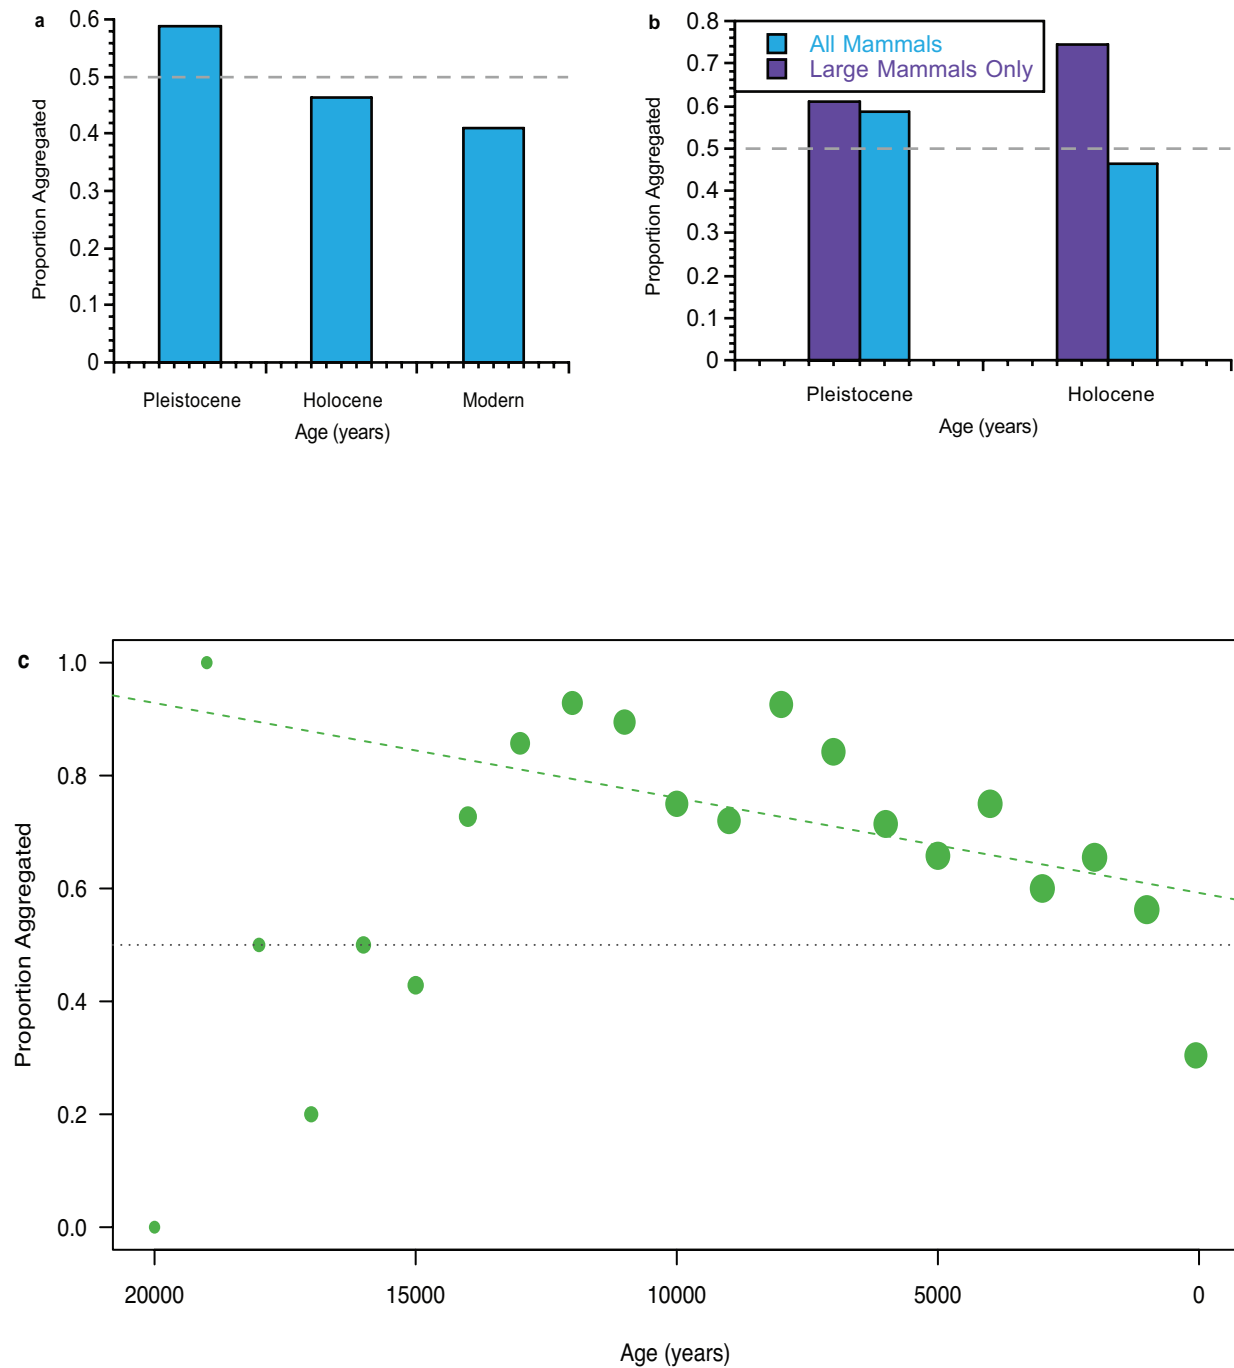 a
0.6
0.5
0.4
0.3
0.2
0.1
0
Proportion Aggregated
Pleistocene Holocene Modern
Age (years)
b
0.8
0.7
0.6
0.5
0.4
0.3
0.2
0.1
0
Proportion Aggregated
All Mammals
Large Mammals Only
Pleistocene Holocene
Age (years)
c
1.0
0.8
0.6
0.4
0.2
0.0
Proportion Aggregated
20000 15000 10000 5000 0
Age (years)